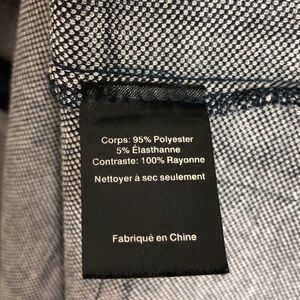 Corps: 95% Polyester
5% Élasthanne
Contraste: 100% Rayonne
Nettoyer à sec seulement
Fabriqué en Chine